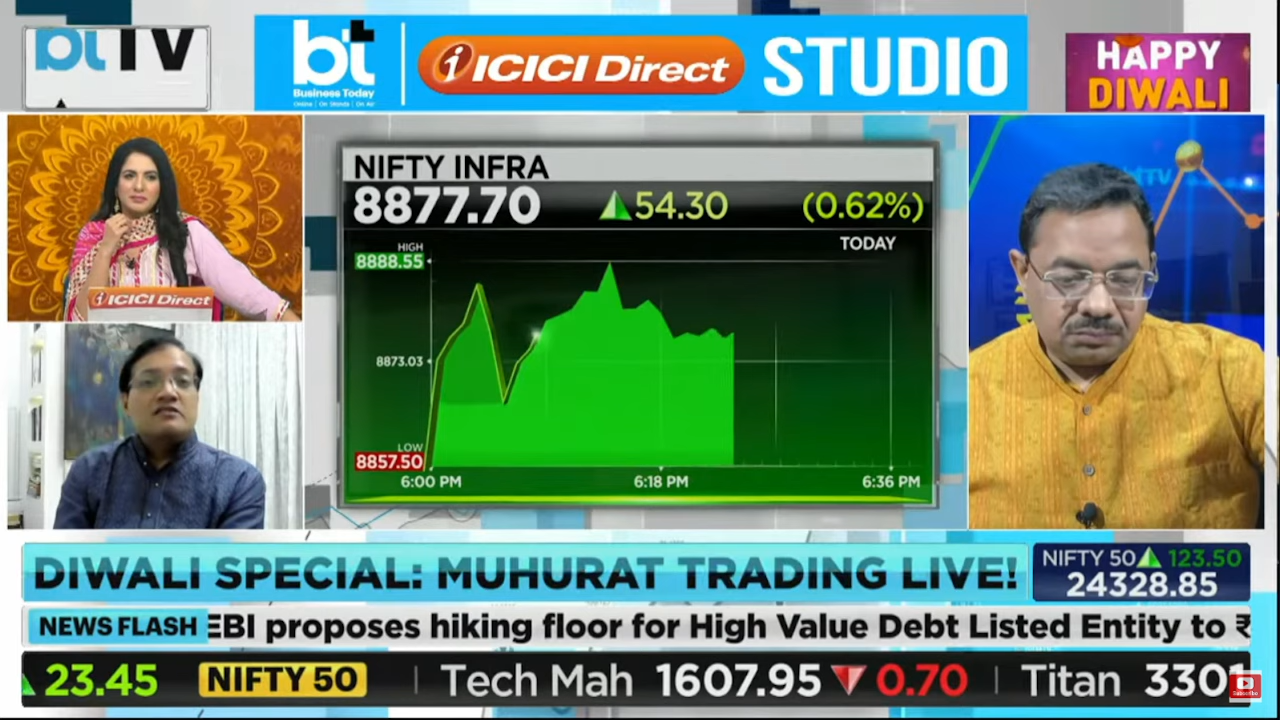 bt TV
bt
Business Today
ICICI Direct
STUDIO
HAPPY
DIWALI
ICICI Direct
NIFTY INFRA
8877.70 54.30 (0.62%)
TODAY
HIGH
8888.55
8873.03
LOW
8857.50
6:00 PM 6:18 PM 6:36 PM
btTV
DIWALI SPECIAL: MUHURAT TRADING LIVE!
NIFTY 50 123.50
24328.85
NEWS FLASH EBI proposes hiking floor for High Value Debt Listed Entity to ₹
23.45 NIFTY 50 Tech Mah 1607.95 0.70 Titan 3301
Subscribe